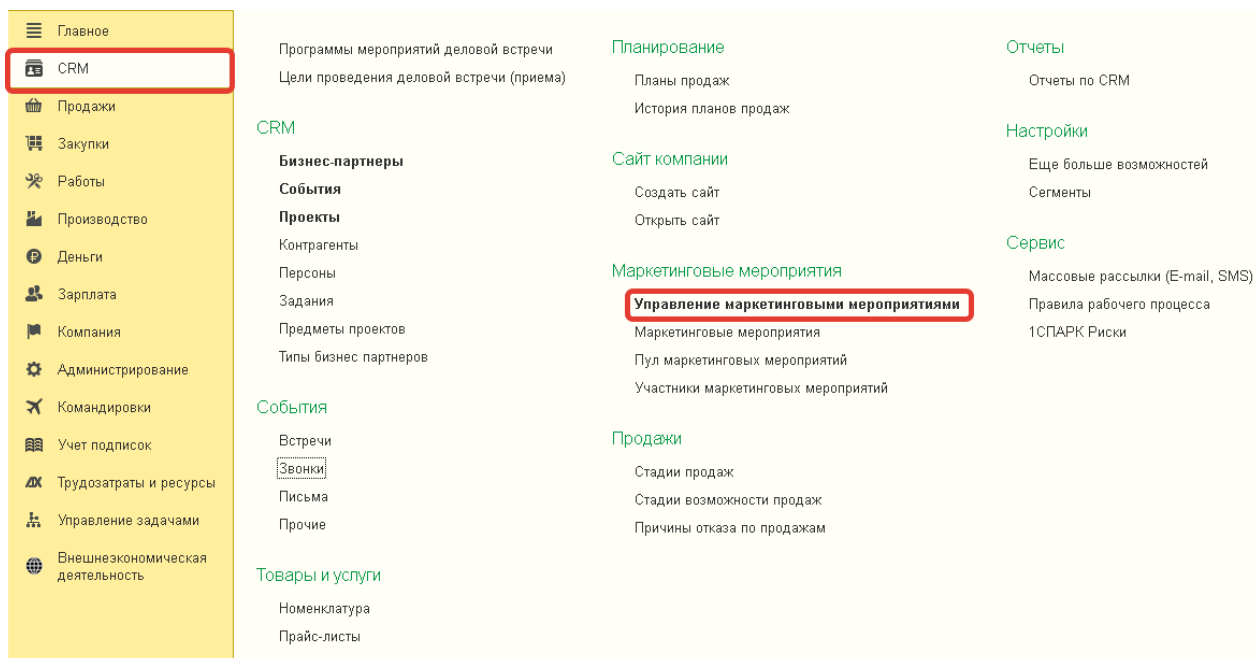 Главное
CRM
Продажи
Закупки
Работы
Производство
Деньги
Зарплата
Компания
Администрирование
Командировки
Учет подписок
Трудозатраты и ресурсы
Управление задачами
Внешнеэкономическая
деятельность
Программы мероприятий деловой встречи
Цели проведения деловой встречи (приема)
CRM
Бизнес-партнеры
События
Проекты
Контрагенты
Персоны
Задания
Предметы проектов
Типы бизнес партнеров
События
Встречи
Звонки
Письма
Прочие
Товары и услуги
Номенклатура
Прайс-листы
Планирование
Планы продаж
История планов продаж
Сайт компании
Создать сайт
Открыть сайт
Маркетинговые мероприятия
Управление маркетинговыми мероприятиями
Маркетинговые мероприятия
Пул маркетинговых мероприятий
Участники маркетинговых мероприятий
Продажи
Стадии продаж
Стадии возможности продаж
Причины отказа по продажам
Отчеты
Отчеты по CRM
Настройки
Еще больше возможностей
Сегменты
Сервис
Массовые рассылки (E-mail, SMS)
Правила рабочего процесса
1СПАРК Риски